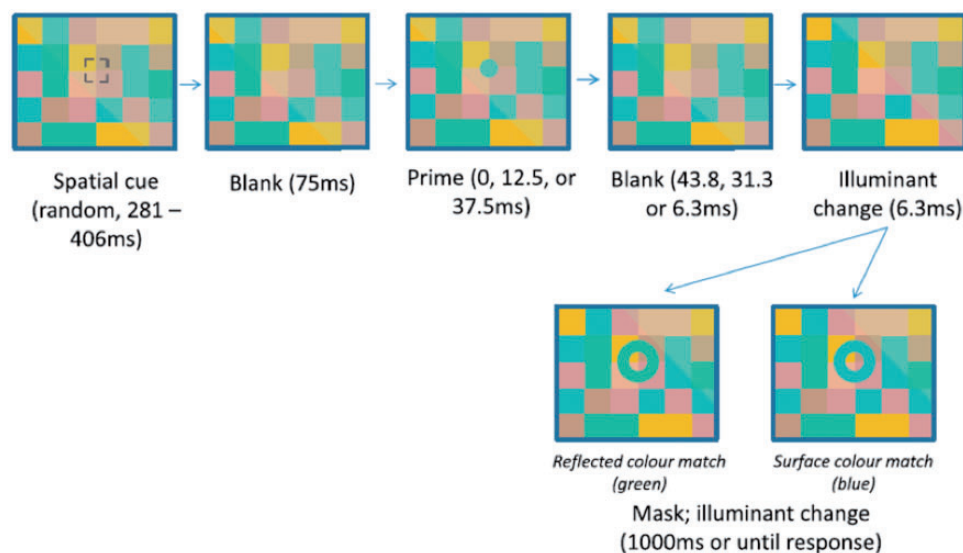 Spatial cue
(random, 281 –
406ms)
Blank (75ms)
Prime (0, 12.5, or
37.5ms)
Blank (43.8, 31.3
or 6.3ms)
Illuminant
change (6.3ms)
Reflected colour match
(green)
Surface colour match
(blue)
Mask; illuminant change
(1000ms or until response)